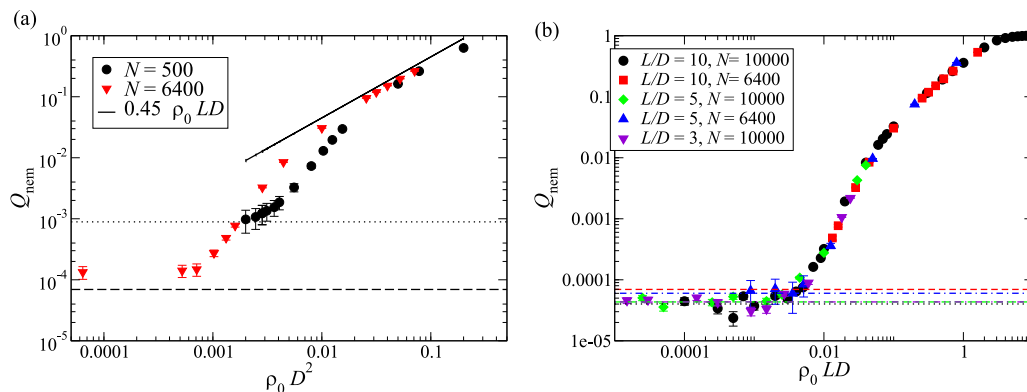 (a)
10^0
10^-1
10^-2
10^-3
10^-4
10^-5
Q_nem
N = 500
N = 6400
0.45 ρ_0 LD
0.0001 0.001 0.01 0.1
ρ_0 D^2
(b)
1
0.1
0.01
0.001
0.0001
1e-05
Q_nem
L/D = 10, N= 10000
L/D = 10, N= 6400
L/D = 5, N = 10000
L/D = 5, N = 6400
L/D = 3, N = 10000
0.0001 0.01 1
ρ_0 LD